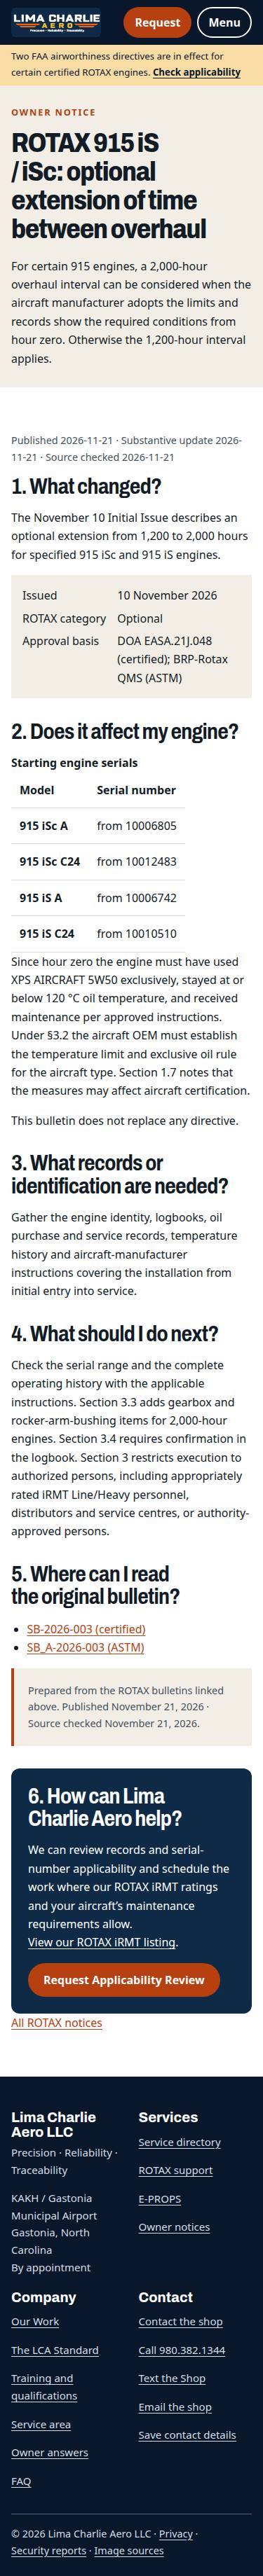 LIMA CHARLIE
AERO
Precision · Reliability · Traceability
Request
Menu
Two FAA airworthiness directives are in effect for
certain certified ROTAX engines. Check applicability
OWNER NOTICE
ROTAX 915 iS
/ iSc: optional
extension of time
between overhaul
For certain 915 engines, a 2,000-hour
overhaul interval can be considered when the
aircraft manufacturer adopts the limits and
records show the required conditions from
hour zero. Otherwise the 1,200-hour interval
applies.
Published 2026-11-21 · Substantive update 2026-
11-21 · Source checked 2026-11-21
1. What changed?
The November 10 Initial Issue describes an
optional extension from 1,200 to 2,000 hours
for specified 915 iSc and 915 iS engines.
Issued 10 November 2026
ROTAX category Optional
Approval basis DOA EASA.21J.048
(certified); BRP-Rotax
QMS (ASTM)
2. Does it affect my engine?
Starting engine serials
Model Serial number
915 iSc A from 10006805
915 iSc C24 from 10012483
915 iS A from 10006742
915 iS C24 from 10010510
Since hour zero the engine must have used
XPS AIRCRAFT 5W50 exclusively, stayed at or
below 120 °C oil temperature, and received
maintenance per approved instructions.
Under §3.2 the aircraft OEM must establish
the temperature limit and exclusive oil rule
for the aircraft type. Section 1.7 notes that
the measures may affect aircraft certification.
This bulletin does not replace any directive.
3. What records or
identification are needed?
Gather the engine identity, logbooks, oil
purchase and service records, temperature
history and aircraft-manufacturer
instructions covering the installation from
initial entry into service.
4. What should I do next?
Check the serial range and the complete
operating history with the applicable
instructions. Section 3.3 adds gearbox and
rocker-arm-bushing items for 2,000-hour
engines. Section 3.4 requires confirmation in
the logbook. Section 3 restricts execution to
authorized persons, including appropriately
rated iRMT Line/Heavy personnel,
distributors and service centres, or authority-
approved persons.
5. Where can I read
the original bulletin?
SB-2026-003 (certified)
SB_A-2026-003 (ASTM)
Prepared from the ROTAX bulletins linked
above. Published November 21, 2026 ·
Source checked November 21, 2026.
6. How can Lima
Charlie Aero help?
We can review records and serial-
number applicability and schedule the
work where our ROTAX iRMT ratings
and your aircraft's maintenance
requirements allow.
View our ROTAX iRMT listing.
Request Applicability Review
All ROTAX notices
Lima Charlie
Aero LLC
Precision · Reliability ·
Traceability
KAKH / Gastonia
Municipal Airport
Gastonia, North
Carolina
By appointment
Services
Service directory
ROTAX support
E-PROPS
Owner notices
Company
Our Work
The LCA Standard
Training and
qualifications
Service area
Owner answers
FAQ
Contact
Contact the shop
Call 980.382.1344
Text the Shop
Email the shop
Save contact details
© 2026 Lima Charlie Aero LLC · Privacy ·
Security reports · Image sources